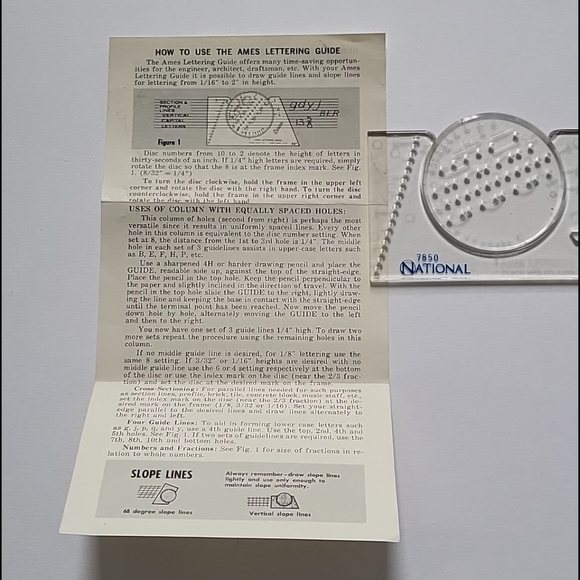 HOW TO USE THE AMES LETTERING GUIDE
The Ames Lettering Guide offers many time-saving opportun-
ities for the engineer, architect, draftsman, etc. With your Ames
Lettering Guide it is possible to draw guide lines and slope lines
for lettering from 1/16" to 2" in height.
SECTION &
PROFILE
LINES
VERTICAL
CAPITAL
LETTERS
gdyj
BER
Figure 1
Disc numbers from 10 to 2 denote the height of letters in
thirty-seconds of an inch. If 1/4" high letters are required, simply
rotate the disc so that the 8 is at the frame index mark. See Fig.
1. (8/32" = 1/4")
To turn the disc clockwise, hold the frame in the upper left
corner and rotate the disc with the right hand. To turn the disc
counterclockwise, hold the frame in the upper right corner and
rotate the disc with the left hand.
USES OF COLUMN WITH EQUALLY SPACED HOLES:
This column of holes (second from right) is perhaps the most
versatile since it results in uniformly spaced lines. Every other
hole in this column is equivalent to the disc number setting. When
set at 8, the distance from the 1st to 3rd hole is 1/4". The middle
hole in each set of 3 guidelines assists in upper-case letters such
as B, E, F, H, P, etc.
Use a sharpened 4H or harder drawing pencil and place the
GUIDE, readable side up, against the top of the straight-edge.
Place the pencil in the top hole. Keep the pencil perpendicular to
the paper and slightly inclined in the direction of travel. With the
pencil in the top hole slide the GUIDE to the right, lightly draw-
ing the line and keeping the base in contact with the straight-edge
until the terminal point has been reached. Now move the pencil
down hole by hole, alternately moving the GUIDE to the left
and then to the right.
You now have one set of 3 guide lines 1/4" high. To draw two
more sets repeat the procedure using the remaining holes in this
column.
If no middle guide line is desired, for 1/8" lettering use the
same 8 setting. If 3/32" or 1/16" heights are desired with no
middle guide line use the 6 or 4 setting respectively at the bottom
of the disc or use the index mark on the disc (near the 2/3 frac-
tion) and set the disc at the desired mark on the frame.
Cross-Sectioning: For parallel lines needed for such purposes
as section lines, profile, brick, tile, concrete block, music staff, etc.,
set the index mark on the disc (near the 2/3 fraction) at the de-
sired mark on the frame (1/8, 3/32 or 1/16). Set your straight-
edge parallel to the desired lines and draw lines alternately to
the right and left.
Four Guide Lines: To aid in forming lower case letters such
as g, j, p, q, and y, use a 4th guide line. Use the top, 2nd, 4th and
5th holes. See Fig. 1. If two sets of guidelines are required, use the
7th, 8th, 10th and bottom holes.
Numbers and Fractions: See Fig. 1 for size of fractions in re-
lation to whole numbers.
SLOPE LINES
Always remember—draw slope lines
lightly and use only enough to
maintain slope uniformity.
68 degree slope lines
Vertical slope lines
7850
NATIONAL